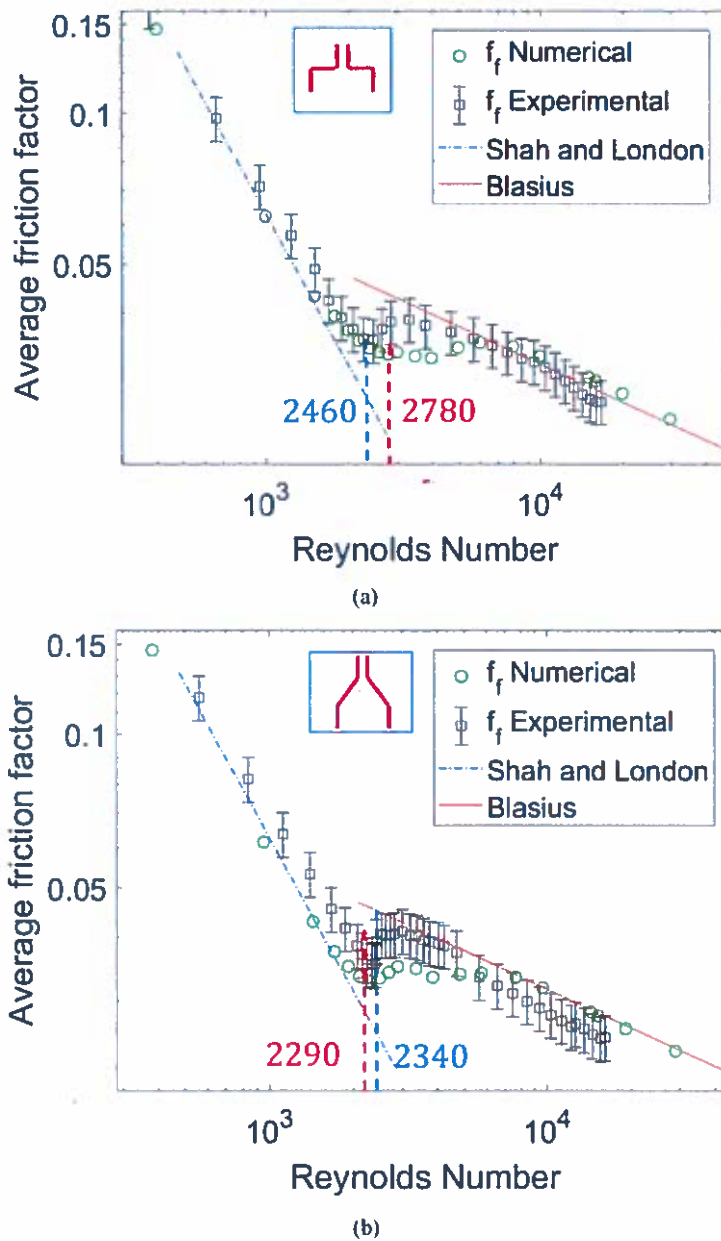 0.15
f_f Numerical
f_f Experimental
0.1
Shah and London
Blasius
0.05
Average friction factor
2460
2780
10^3
10^4
Reynolds Number
(a)
0.15
f_f Numerical
f_f Experimental
0.1
Shah and London
Blasius
0.05
Average friction factor
2290
2340
10^3
10^4
Reynolds Number
(b)